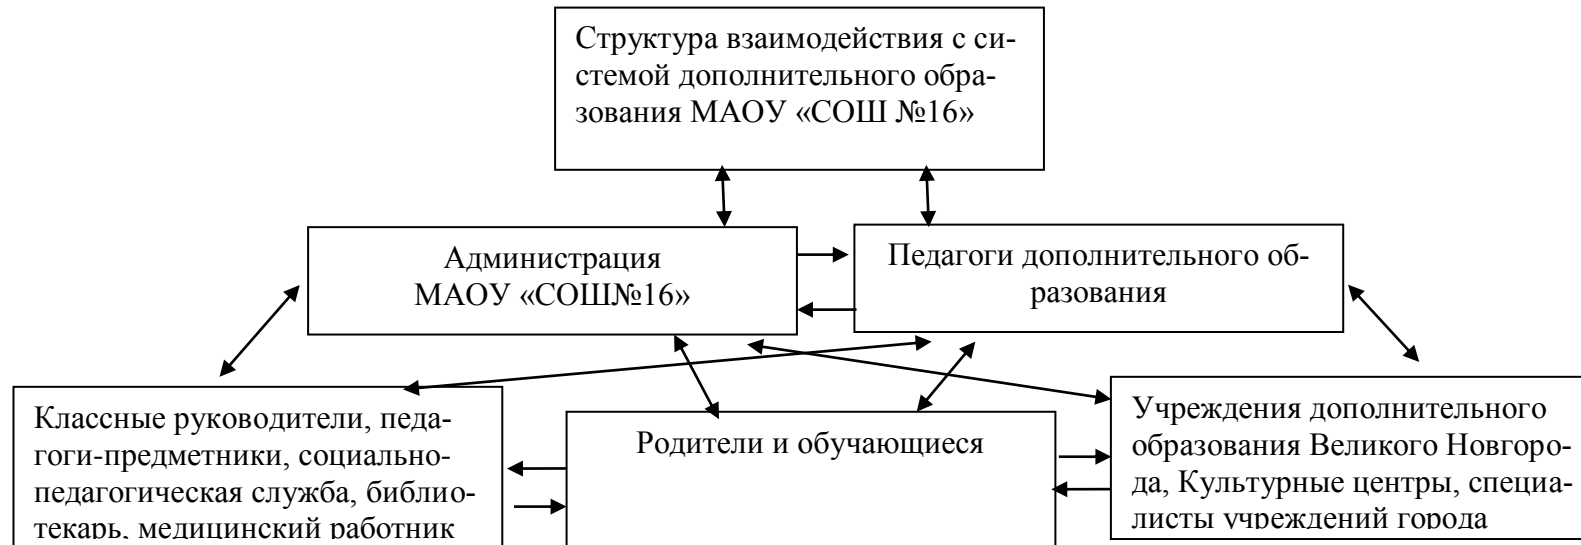 Структура взаимодействия с си-
стемой дополнительного обра-
зования МАОУ «СОШ №16»
Администрация
МАОУ «СОШ№16»
Педагоги дополнительного об-
разования
Классные руководители, педа-
гоги-предметники, социально-
педагогическая служба, библио-
текарь, медицинский работник
Родители и обучающиеся
Учреждения дополнительного
образования Великого Новгоро-
да, Культурные центры, специа-
листы учреждений города